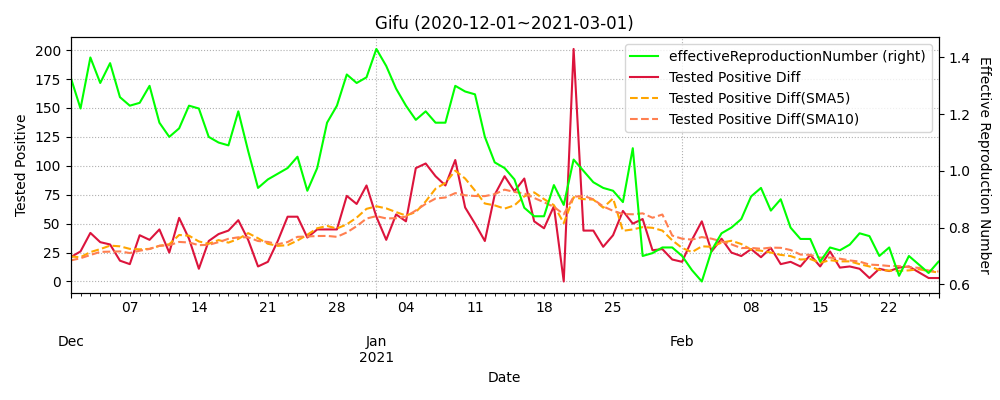 Gifu (2020-12-01~2021-03-01)
effectiveReproductionNumber (right)
Tested Positive Diff
Tested Positive Diff(SMA5)
Tested Positive Diff(SMA10)
Tested Positive
200
175
150
125
100
75
50
25
0
Effective Reproduction Number
1.4
1.2
1.0
0.8
0.6
07 14 21 28 04 11 18 25 08 15 22
Dec Jan Feb
2021
Date